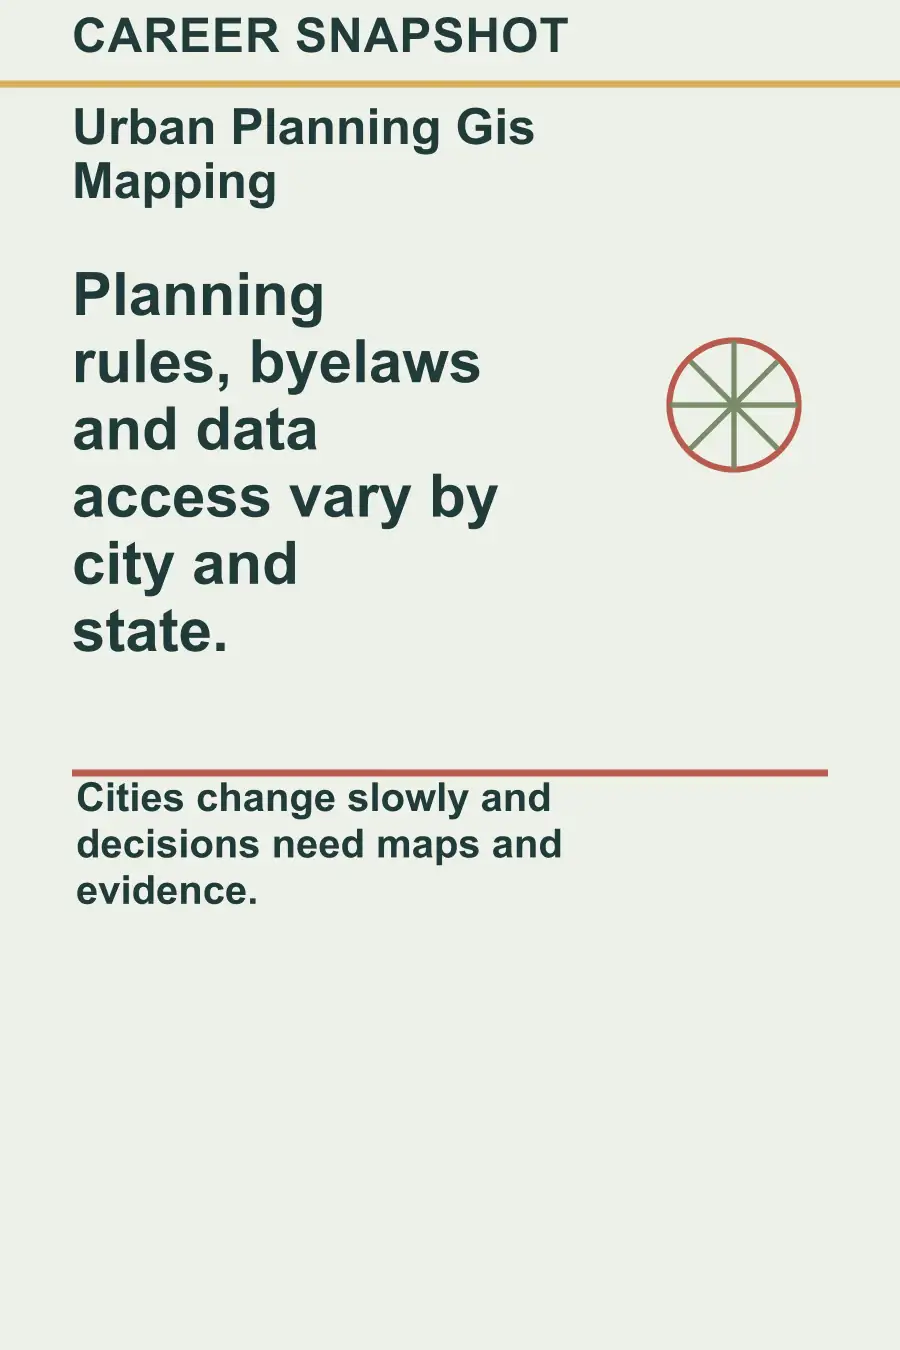 CAREER SNAPSHOT
Urban Planning Gis
Mapping
Planning
rules, byelaws
and data
access vary by
city and
state.
Cities change slowly and
decisions need maps and
evidence.